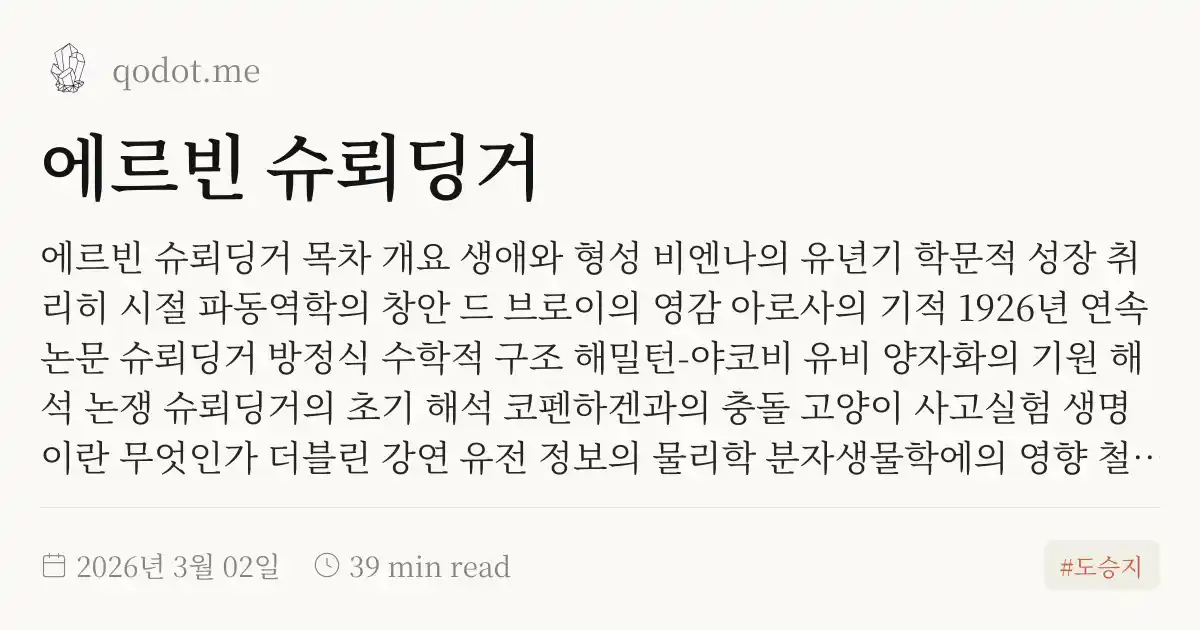 qodot.me
에르빈 슈뢰딩거
에르빈 슈뢰딩거 목차 개요 생애와 형성 비엔나의 유년기 학문적 성장 취
리히 시절 파동역학의 창안 드 브로이의 영감 아로사의 기적 1926년 연속
논문 슈뢰딩거 방정식 수학적 구조 해밀턴-야코비 유비 양자화의 기원 해
석 논쟁 슈뢰딩거의 초기 해석 코펜하겐과의 충돌 고양이 사고실험 생명
이란 무엇인가 더블린 강연 유전 정보의 물리학 분자생물학에의 영향 철…
2026년 3월 02일
39 min read
#도승지